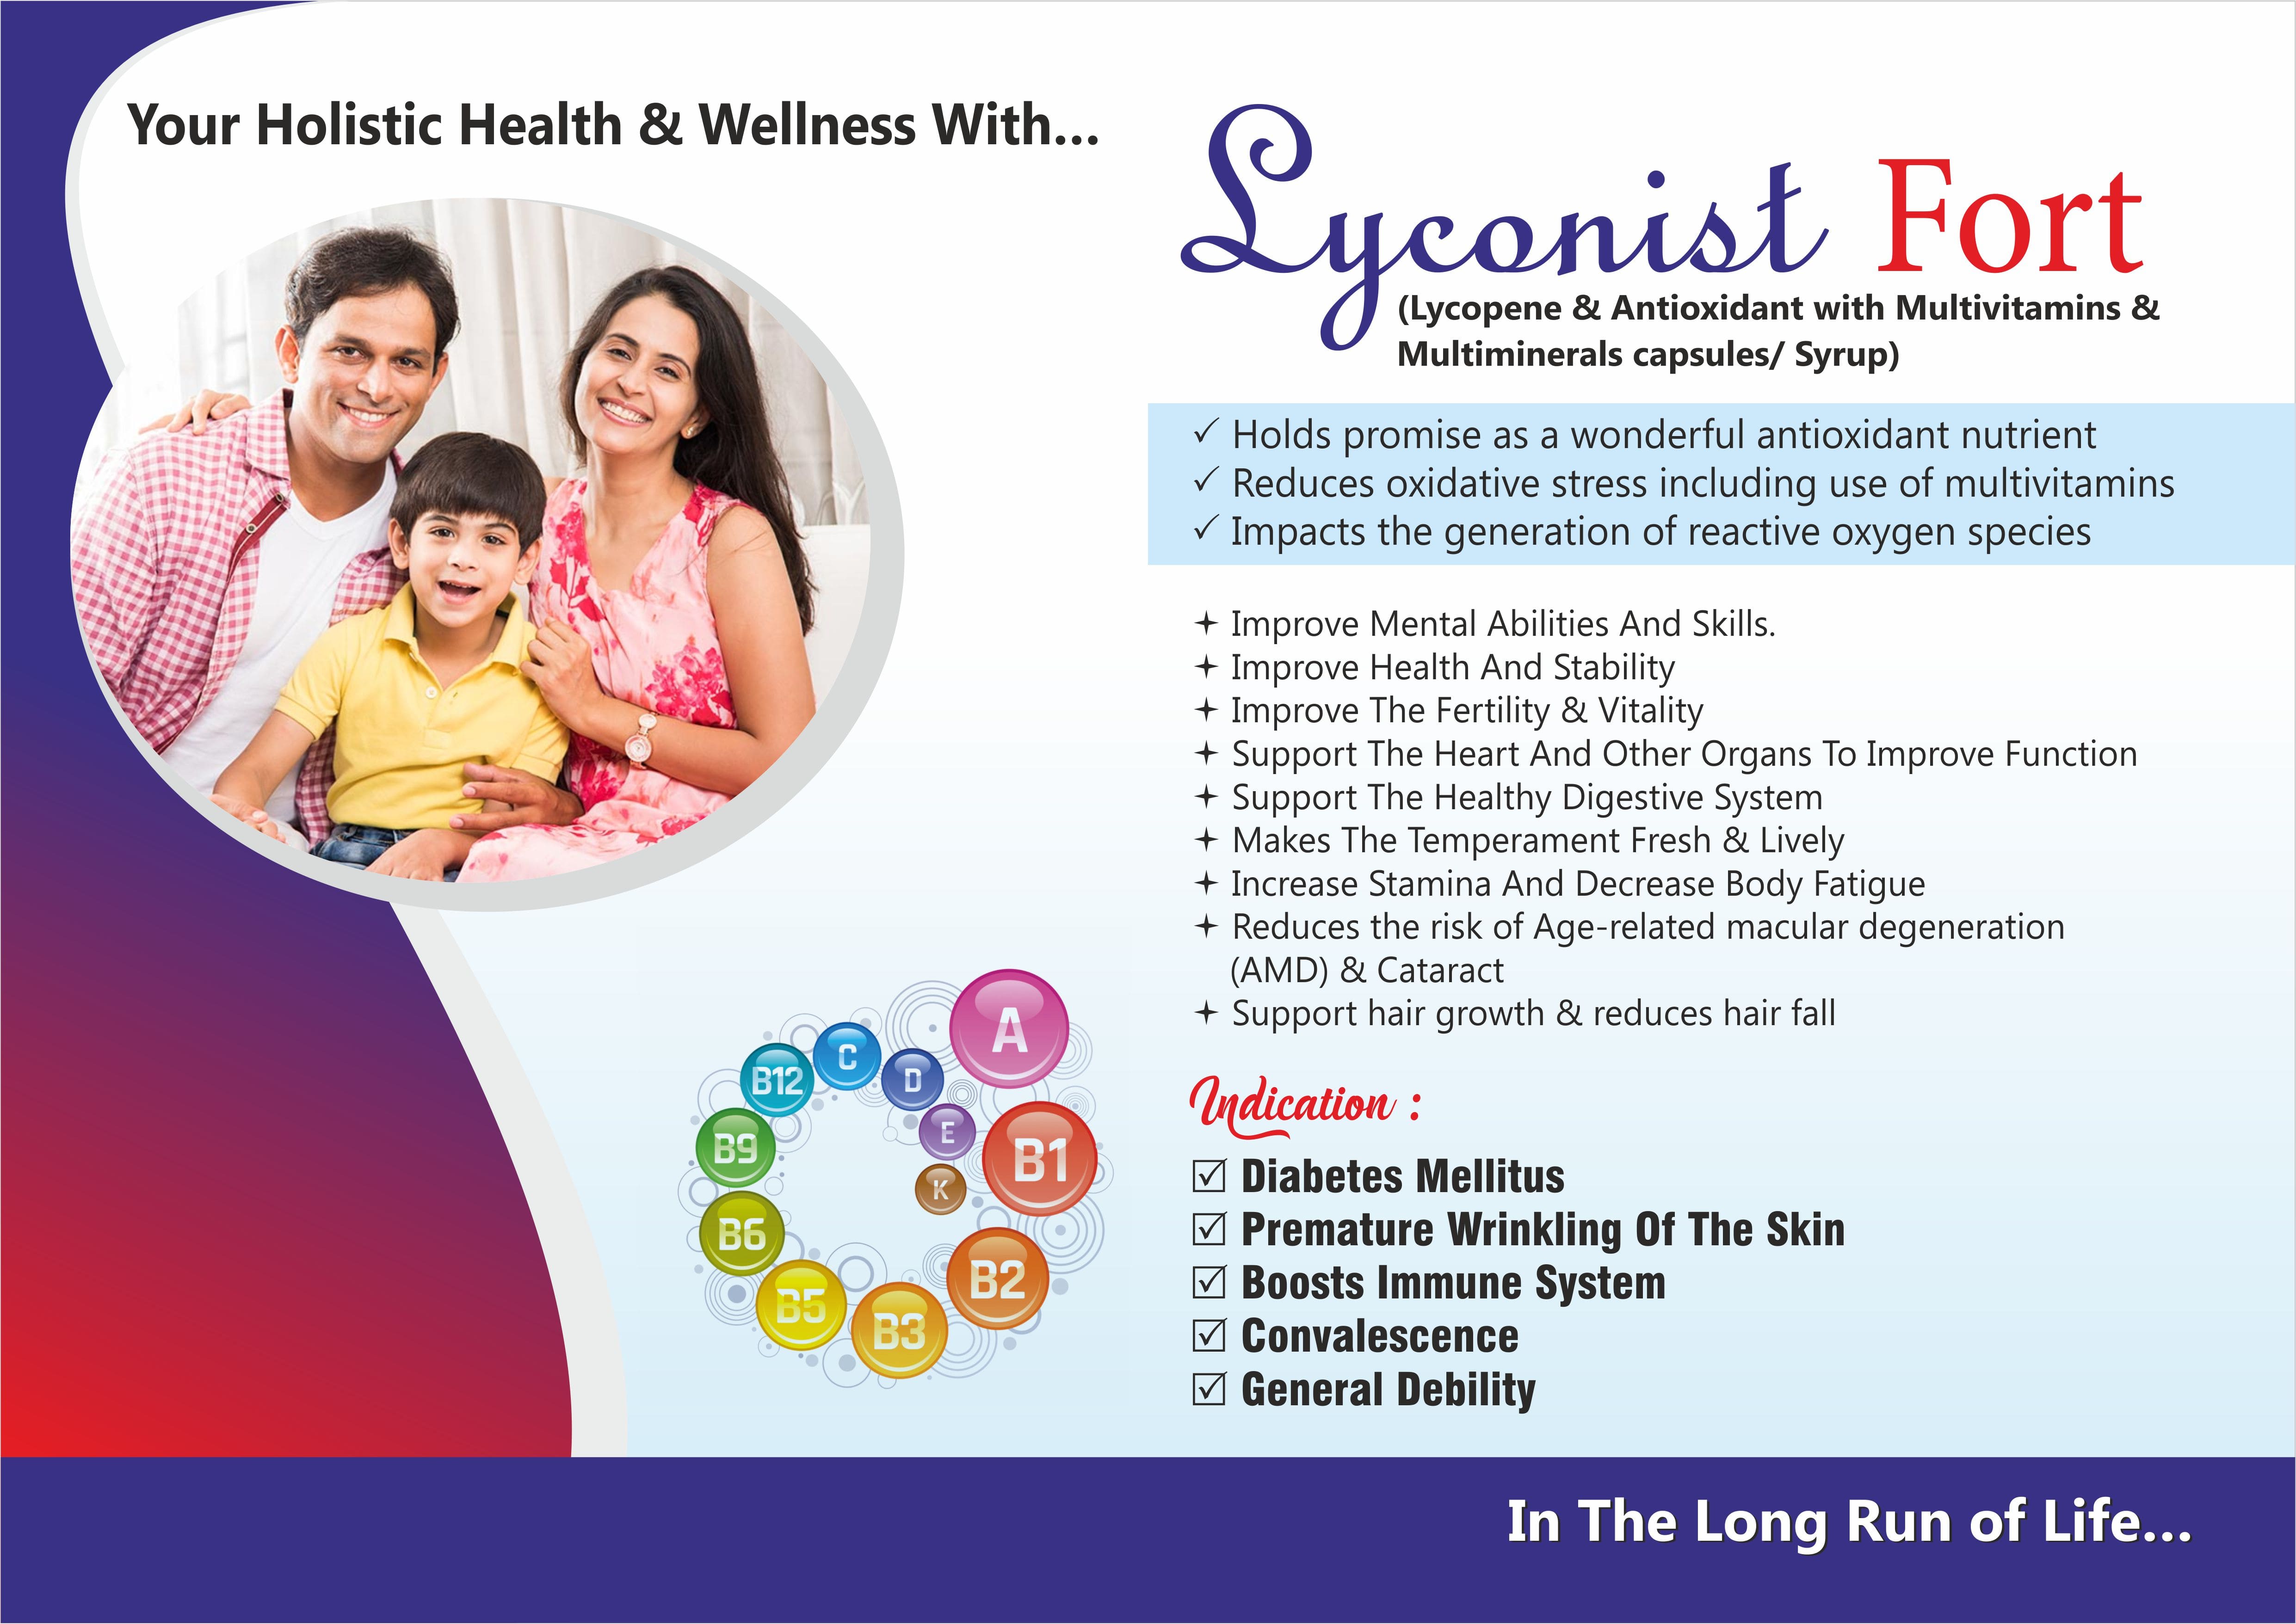 Your Holistic Health & Wellness With...
Lyconist Fort
(Lycopene & Antioxidant with Multivitamins &
Multiminerals capsules/ Syrup)
✓ Holds promise as a wonderful antioxidant nutrient
✓ Reduces oxidative stress including use of multivitamins
✓ Impacts the generation of reactive oxygen species
Improve Mental Abilities And Skills.
Improve Health And Stability
Improve The Fertility & Vitality
Support The Heart And Other Organs To Improve Function
Support The Healthy Digestive System
Makes The Temperament Fresh & Lively
Increase Stamina And Decrease Body Fatigue
Reduces the risk of Age-related macular degeneration
(AMD) & Cataract
Support hair growth & reduces hair fall
A
B1
B2
B3
B5
B6
B9
B12
C
D
E
K
Indication :
Diabetes Mellitus
Premature Wrinkling Of The Skin
Boosts Immune System
Convalescence
General Debility
In The Long Run of Life...